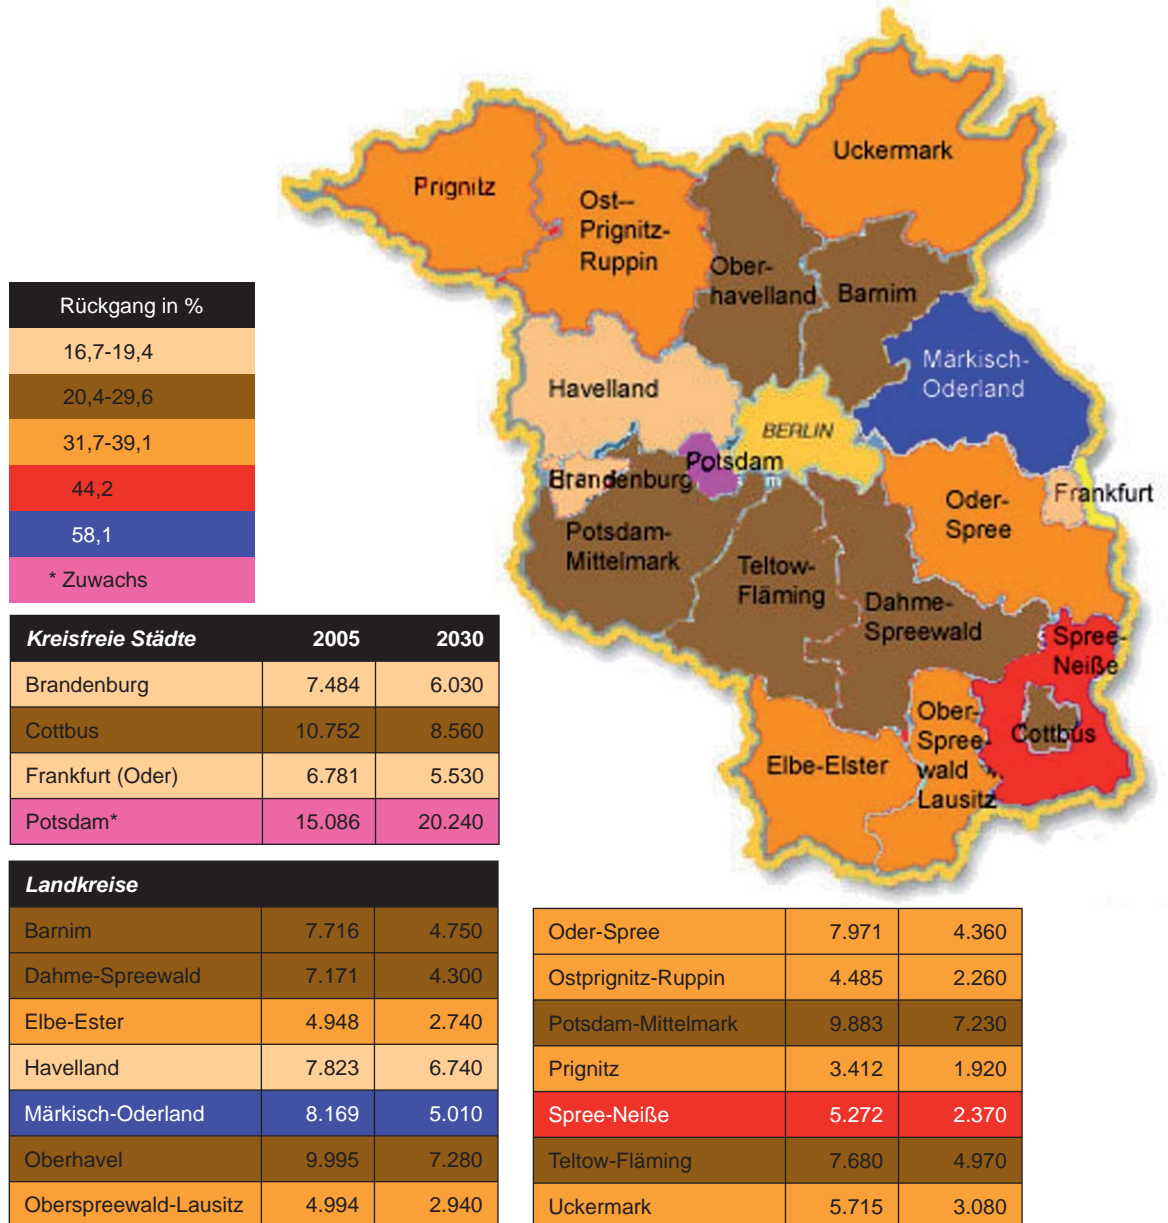 Uckermark
Prignitz
Ost-
Prignitz-
Ruppin
Ober-
havelland
Barnim
Märkisch-
Oderland
Havelland
BERLIN
Potsdam
Brandenburg
Frankfurt
Oder-
Spree
Potsdam-
Mittelmark
Teltow-
Fläming
Dahme-
Spreewald
Spree-
Neiße
Ober-
Spree-
wald
Lausitz
Cottbus
Elbe-Elster
Rückgang in %
16,7-19,4
20,4-29,6
31,7-39,1
44,2
58,1
* Zuwachs
Kreisfreie Städte 2005 2030
Brandenburg 7.484 6.030
Cottbus 10.752 8.560
Frankfurt (Oder) 6.781 5.530
Potsdam* 15.086 20.240
Landkreise
Barnim 7.716 4.750
Dahme-Spreewald 7.171 4.300
Elbe-Ester 4.948 2.740
Havelland 7.823 6.740
Märkisch-Oderland 8.169 5.010
Oberhavel 9.995 7.280
Oberspreewald-Lausitz 4.994 2.940
Oder-Spree 7.971 4.360
Ostprignitz-Ruppin 4.485 2.260
Potsdam-Mittelmark 9.883 7.230
Prignitz 3.412 1.920
Spree-Neiße 5.272 2.370
Teltow-Fläming 7.680 4.970
Uckermark 5.715 3.080